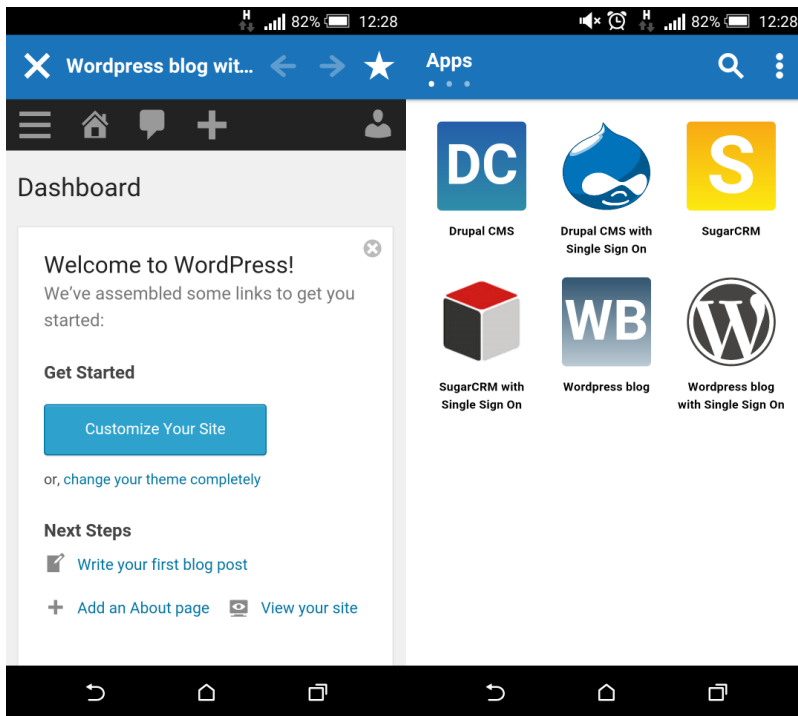 H 82% 12:28
Wordpress blog wit...
Dashboard
Welcome to WordPress!
We've assembled some links to get you
started:
Get Started
Customize Your Site
or, change your theme completely
Next Steps
Write your first blog post
Add an About page View your site
H 82% 12:28
Apps
DC
S
Drupal CMS
Drupal CMS with
Single Sign On
SugarCRM
WB
W
SugarCRM with
Single Sign On
Wordpress blog
Wordpress blog
with Single Sign On